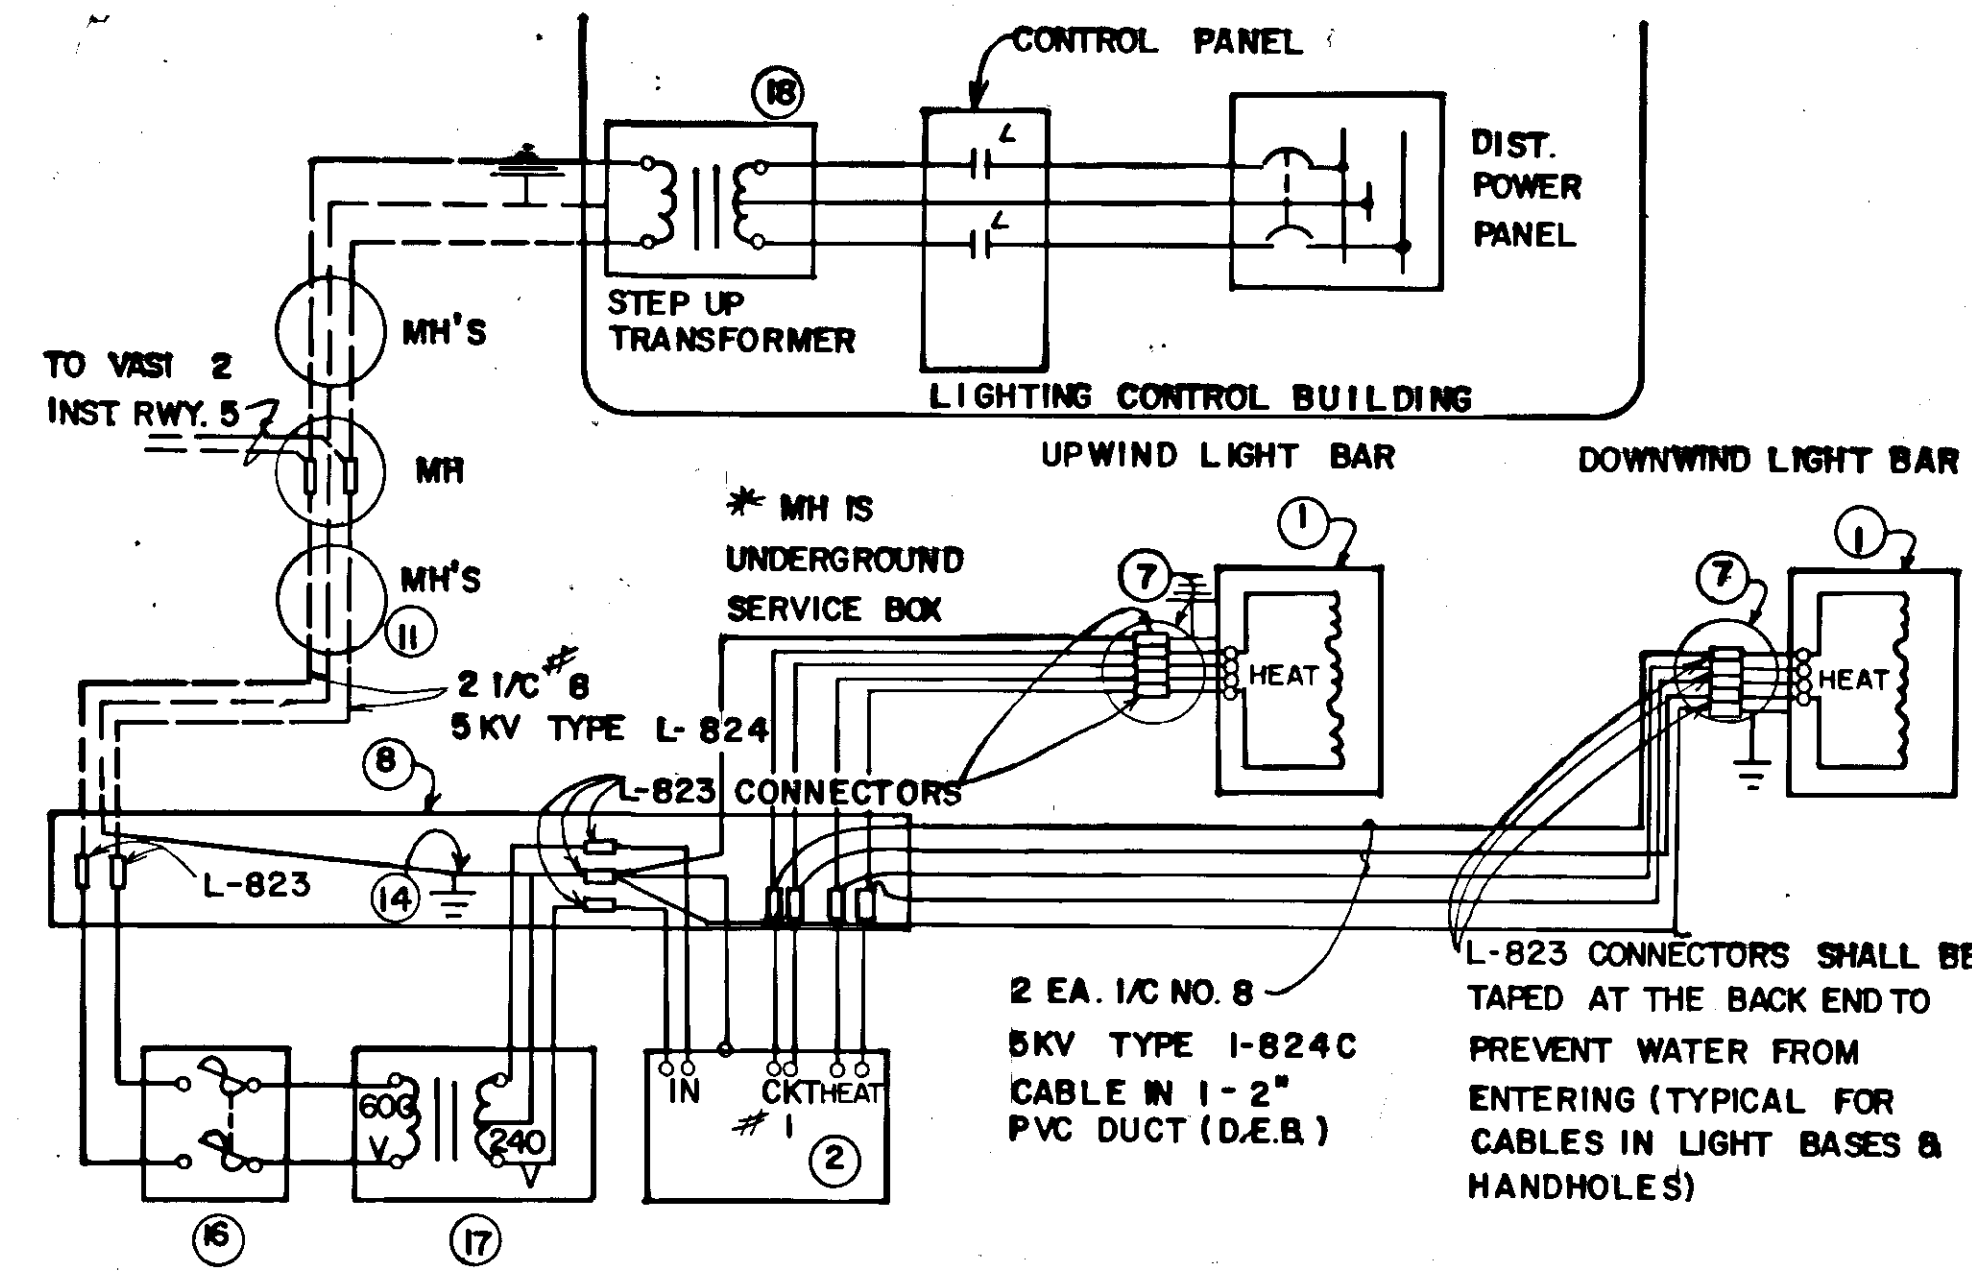 CONTROL PANEL
18
L
L
DIST.
POWER
PANEL
STEP UP
TRANSFORMER
MH'S
TO VASI 2
INST RWY. 5
MH
LIGHTING CONTROL BUILDING
UPWIND LIGHT BAR
DOWNWIND LIGHT BAR
* MH IS
UNDERGROUND
SERVICE BOX
1
1
7
7
MH'S
11
HEAT
HEAT
2 1/C # 8
5KV TYPE L-824
8
L-823 CONNECTORS
L-823
14
2 EA. 1/C NO. 8
5KV TYPE 1-824C
CABLE IN 1-2"
PVC DUCT (D.E.B.)
L-823 CONNECTORS SHALL BE
TAPED AT THE BACK END TO
PREVENT WATER FROM
ENTERING (TYPICAL FOR
CABLES IN LIGHT BASES &
HANDHOLES)
600
V
240
V
IN
CKT
HEAT
# 1
2
16
17